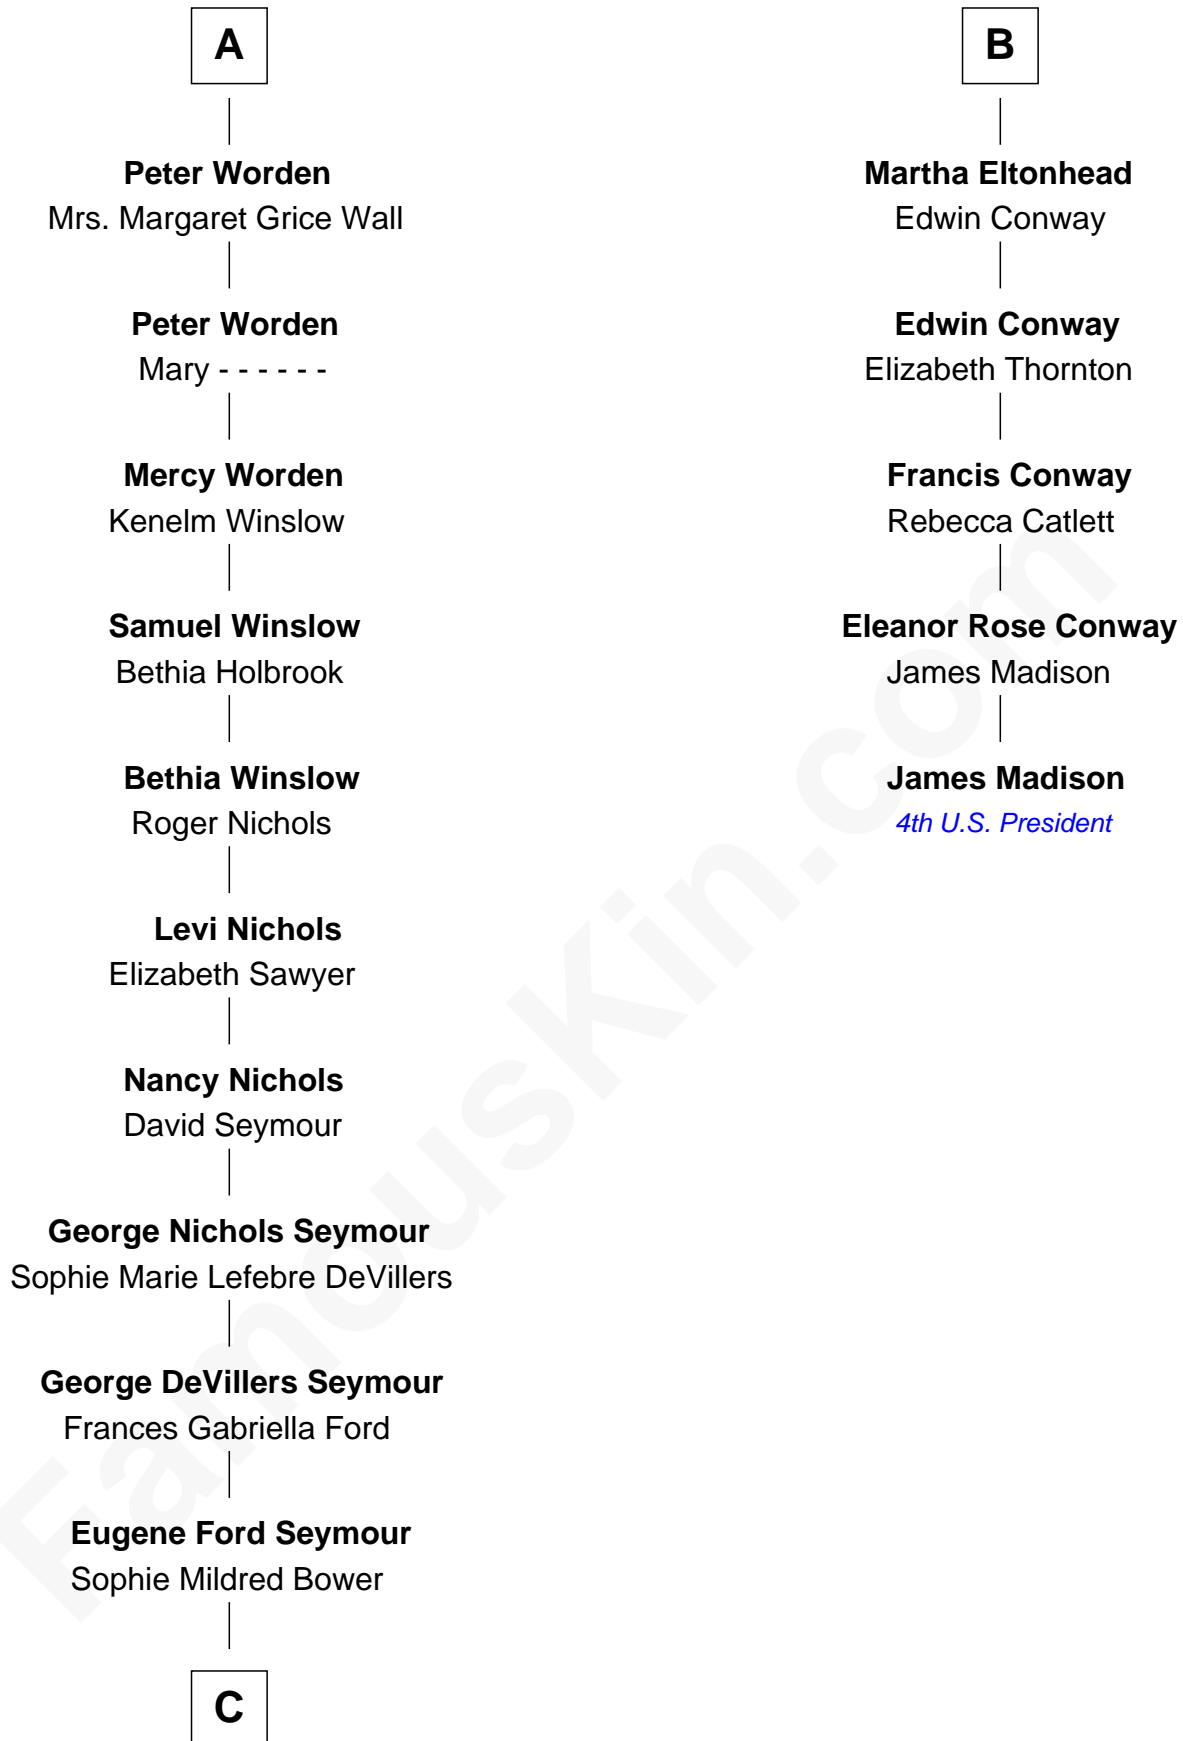 A
Peter Worden
Mrs. Margaret Grice Wall
Peter Worden
Mary - - - - - -
Mercy Worden
Kenelm Winslow
Samuel Winslow
Bethia Holbrook
Bethia Winslow
Roger Nichols
Levi Nichols
Elizabeth Sawyer
Nancy Nichols
David Seymour
George Nichols Seymour
Sophie Marie Lefebre DeVillers
George DeVillers Seymour
Frances Gabriella Ford
Eugene Ford Seymour
Sophie Mildred Bower
C
B
Martha Eltonhead
Edwin Conway
Edwin Conway
Elizabeth Thornton
Francis Conway
Rebecca Catlett
Eleanor Rose Conway
James Madison
James Madison
4th U.S. President
FamousKin.com